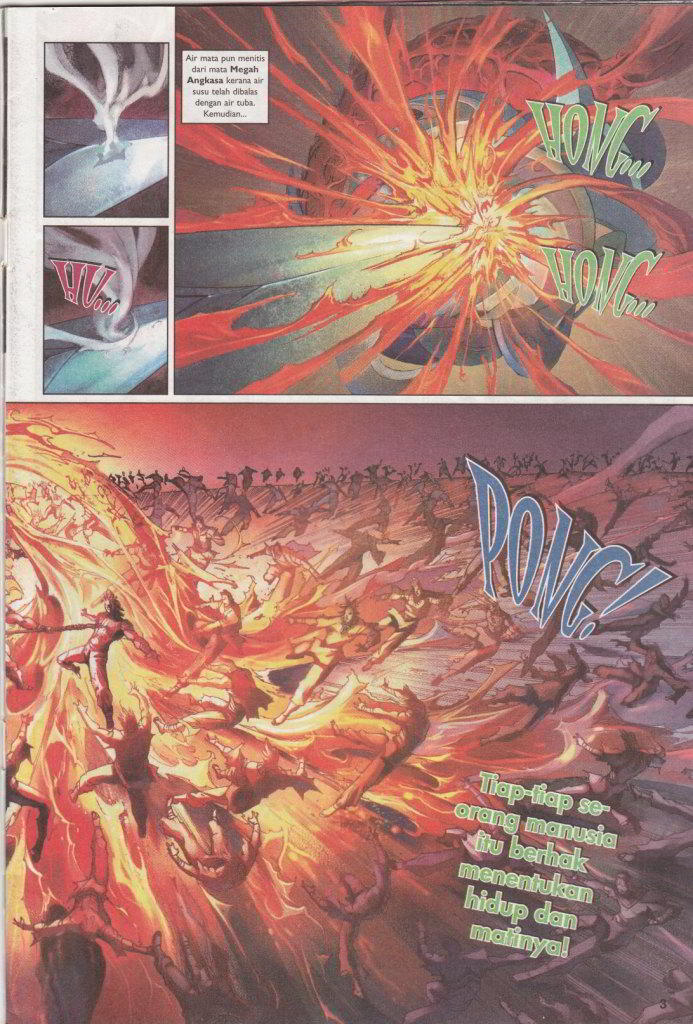 Air mata pun menitis
dari mata Megah
Angkasa kerana air
susu telah dibalas
dengan air tuba.
Kemudian...
HONG...
HU...
HONG...
PONG!
Tiap-tiap se-
orang manusia
itu berhak
menentukan
hidup dan
matinya!
3